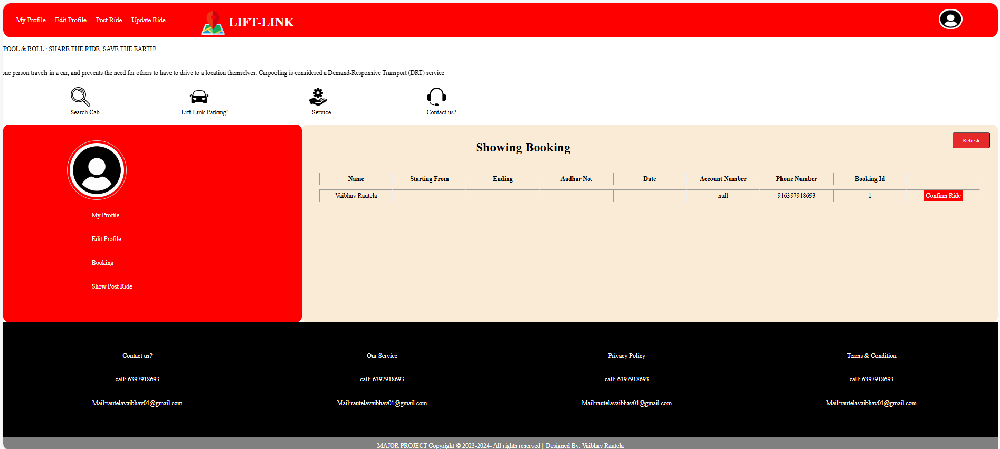 My Profile Edit Profile Post Ride Update Ride LIFT-LINK
POOL & ROLL : SHARE THE RIDE, SAVE THE EARTH!
one person travels in a car, and prevents the need for others to have to drive to a location themselves. Carpooling is considered a Demand-Responsive Transport (DRT) service
Search Cab Lift-Link Parking! Service Contact us?
My Profile
Edit Profile
Booking
Show Post Ride
Refresh
Showing Booking
Name Starting From Ending Aadhar No. Date Account Number Phone Number Booking Id
Vaibhav Rautela null 916397918693 1 Confirm Ride
Contact us? Our Service Privacy Policy Terms & Condition
call: 6397918693 call: 6397918693 call: 6397918693 call: 6397918693
Mail:rautelavaibhav01@gmail.com Mail:rautelavaibhav01@gmail.com Mail:rautelavaibhav01@gmail.com Mail:rautelavaibhav01@gmail.com
MAJOR PROJECT Copyright © 2023-2024- All rights reserved || Designed By: Vaibhav Rautela